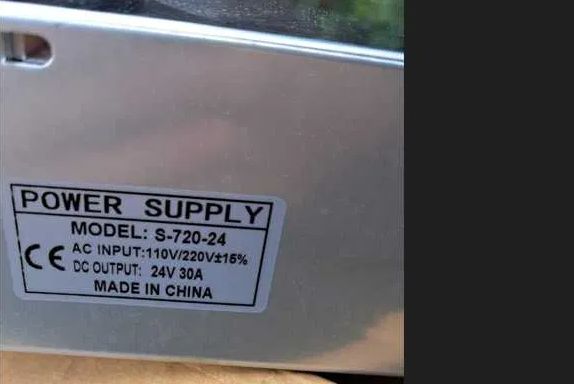 POWER SUPPLY
MODEL: S-720-24
AC INPUT:110V/220V±15%
CE DC OUTPUT: 24V 30A
MADE IN CHINA